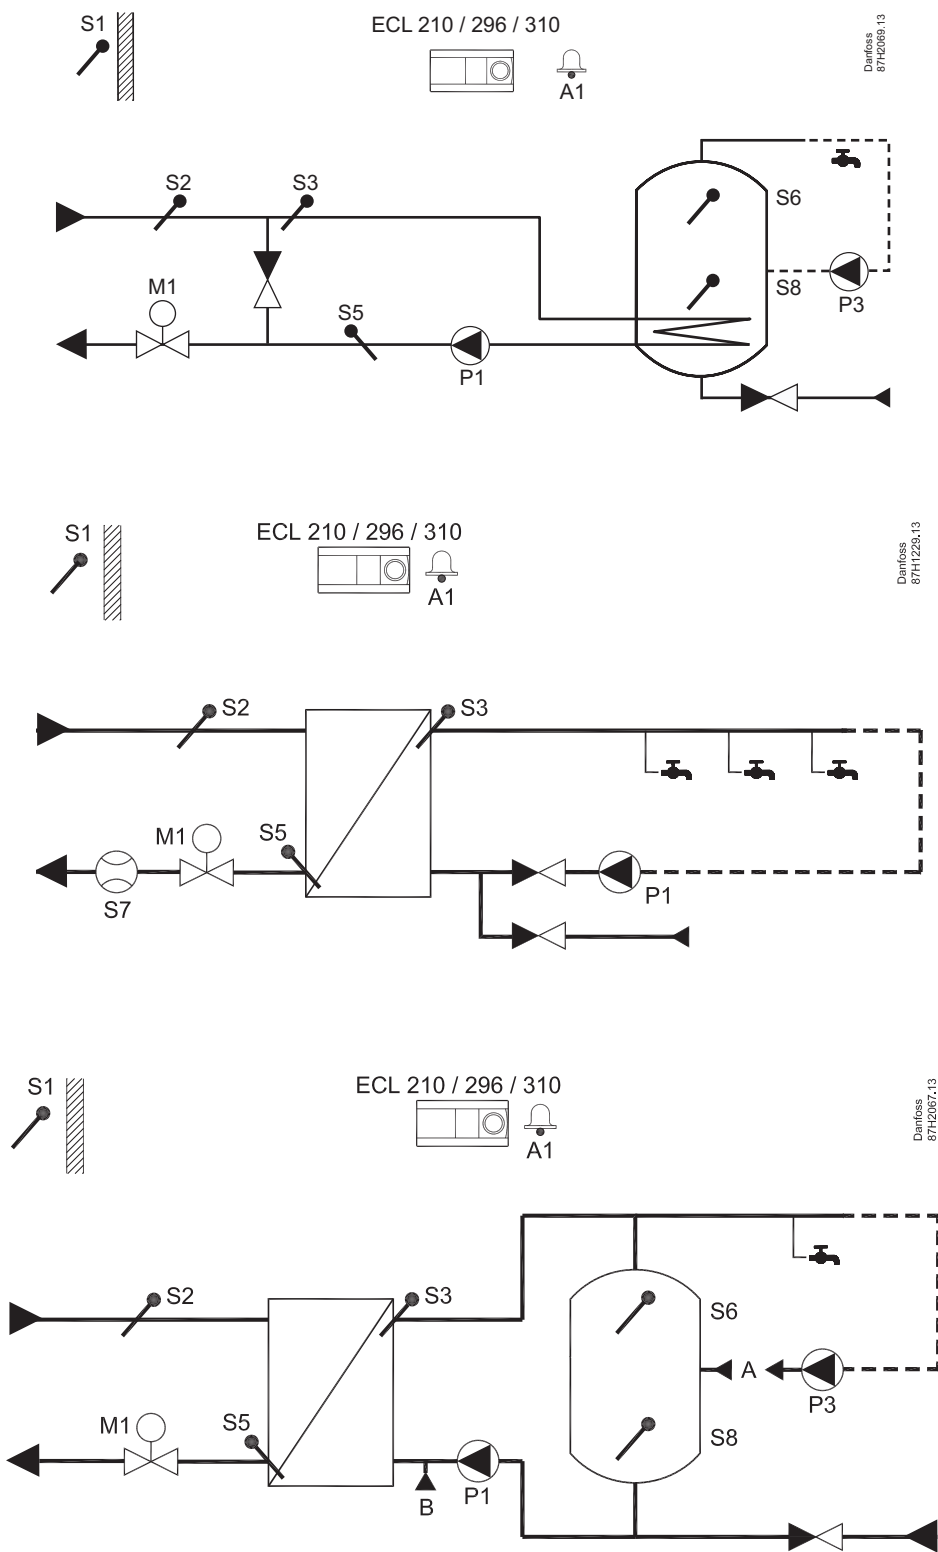 S1
ECL 210 / 296 / 310
A1
Danfoss
87H2069.13
S2
S3
S6
M1
S8
P3
S5
P1
S1
ECL 210 / 296 / 310
A1
Danfoss
87H1229.13
S2
S3
M1
S5
S7
P1
S1
ECL 210 / 296 / 310
A1
Danfoss
87H2067.13
S2
S3
S6
A
P3
M1
S5
S8
B
P1